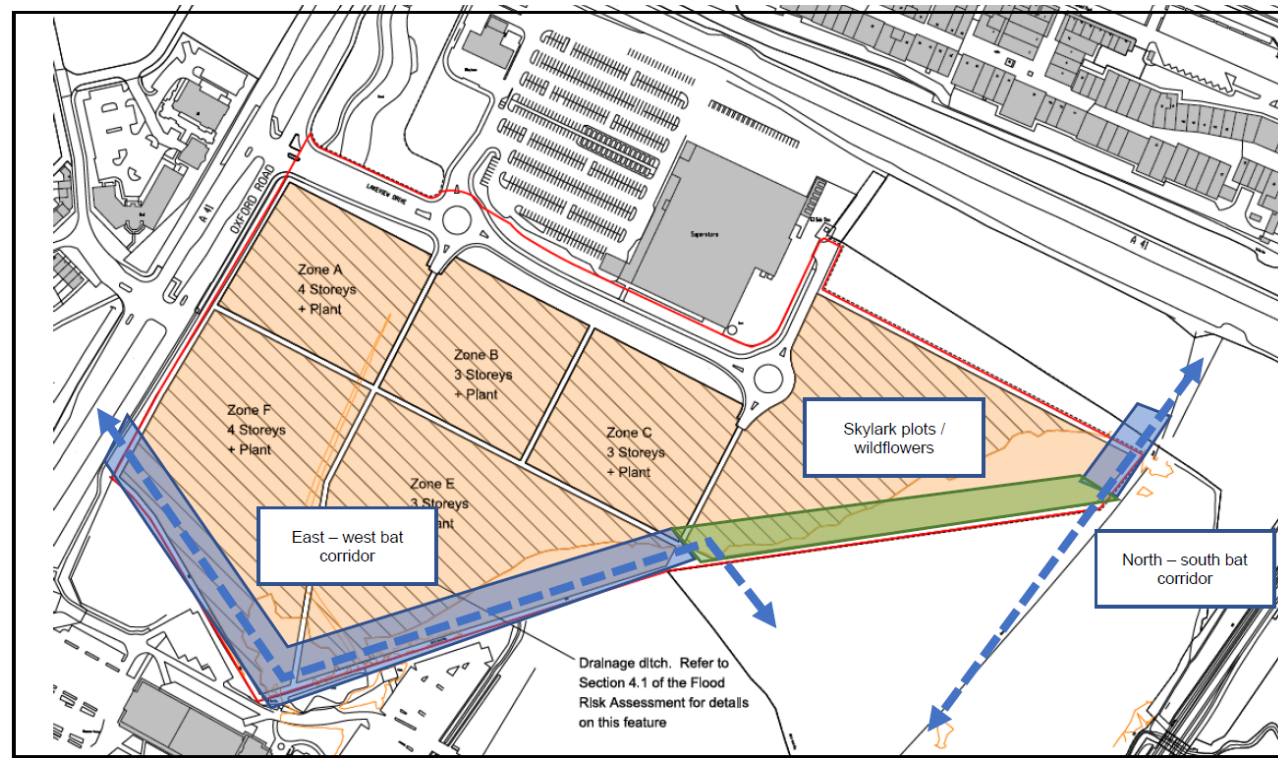 OXFORD ROAD
A 41
LAKEVIEW DRIVE
Superstore
A 41
Zone A
4 Storeys
+ Plant
Zone B
3 Storeys
+ Plant
Zone F
4 Storeys
+ Plant
Zone C
3 Storeys
+ Plant
Skylark plots /
wildflowers
Zone E
3 Storeys
East – west bat
corridor
North – south bat
corridor
Drainage ditch. Refer to
Section 4.1 of the Flood
Risk Assessment for details
on this feature